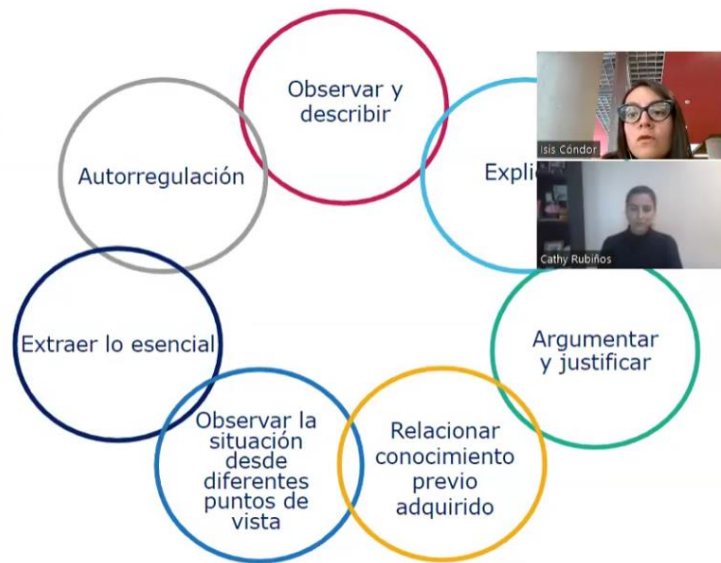 Observar y
describir
Autorregulación
Isis Cóndor
Cathy Rubiños
Argumentar
y justificar
Extraer lo esencial
Observar la
situación
desde
diferentes
puntos de
vista
Relacionar
conocimiento
previo
adquirido